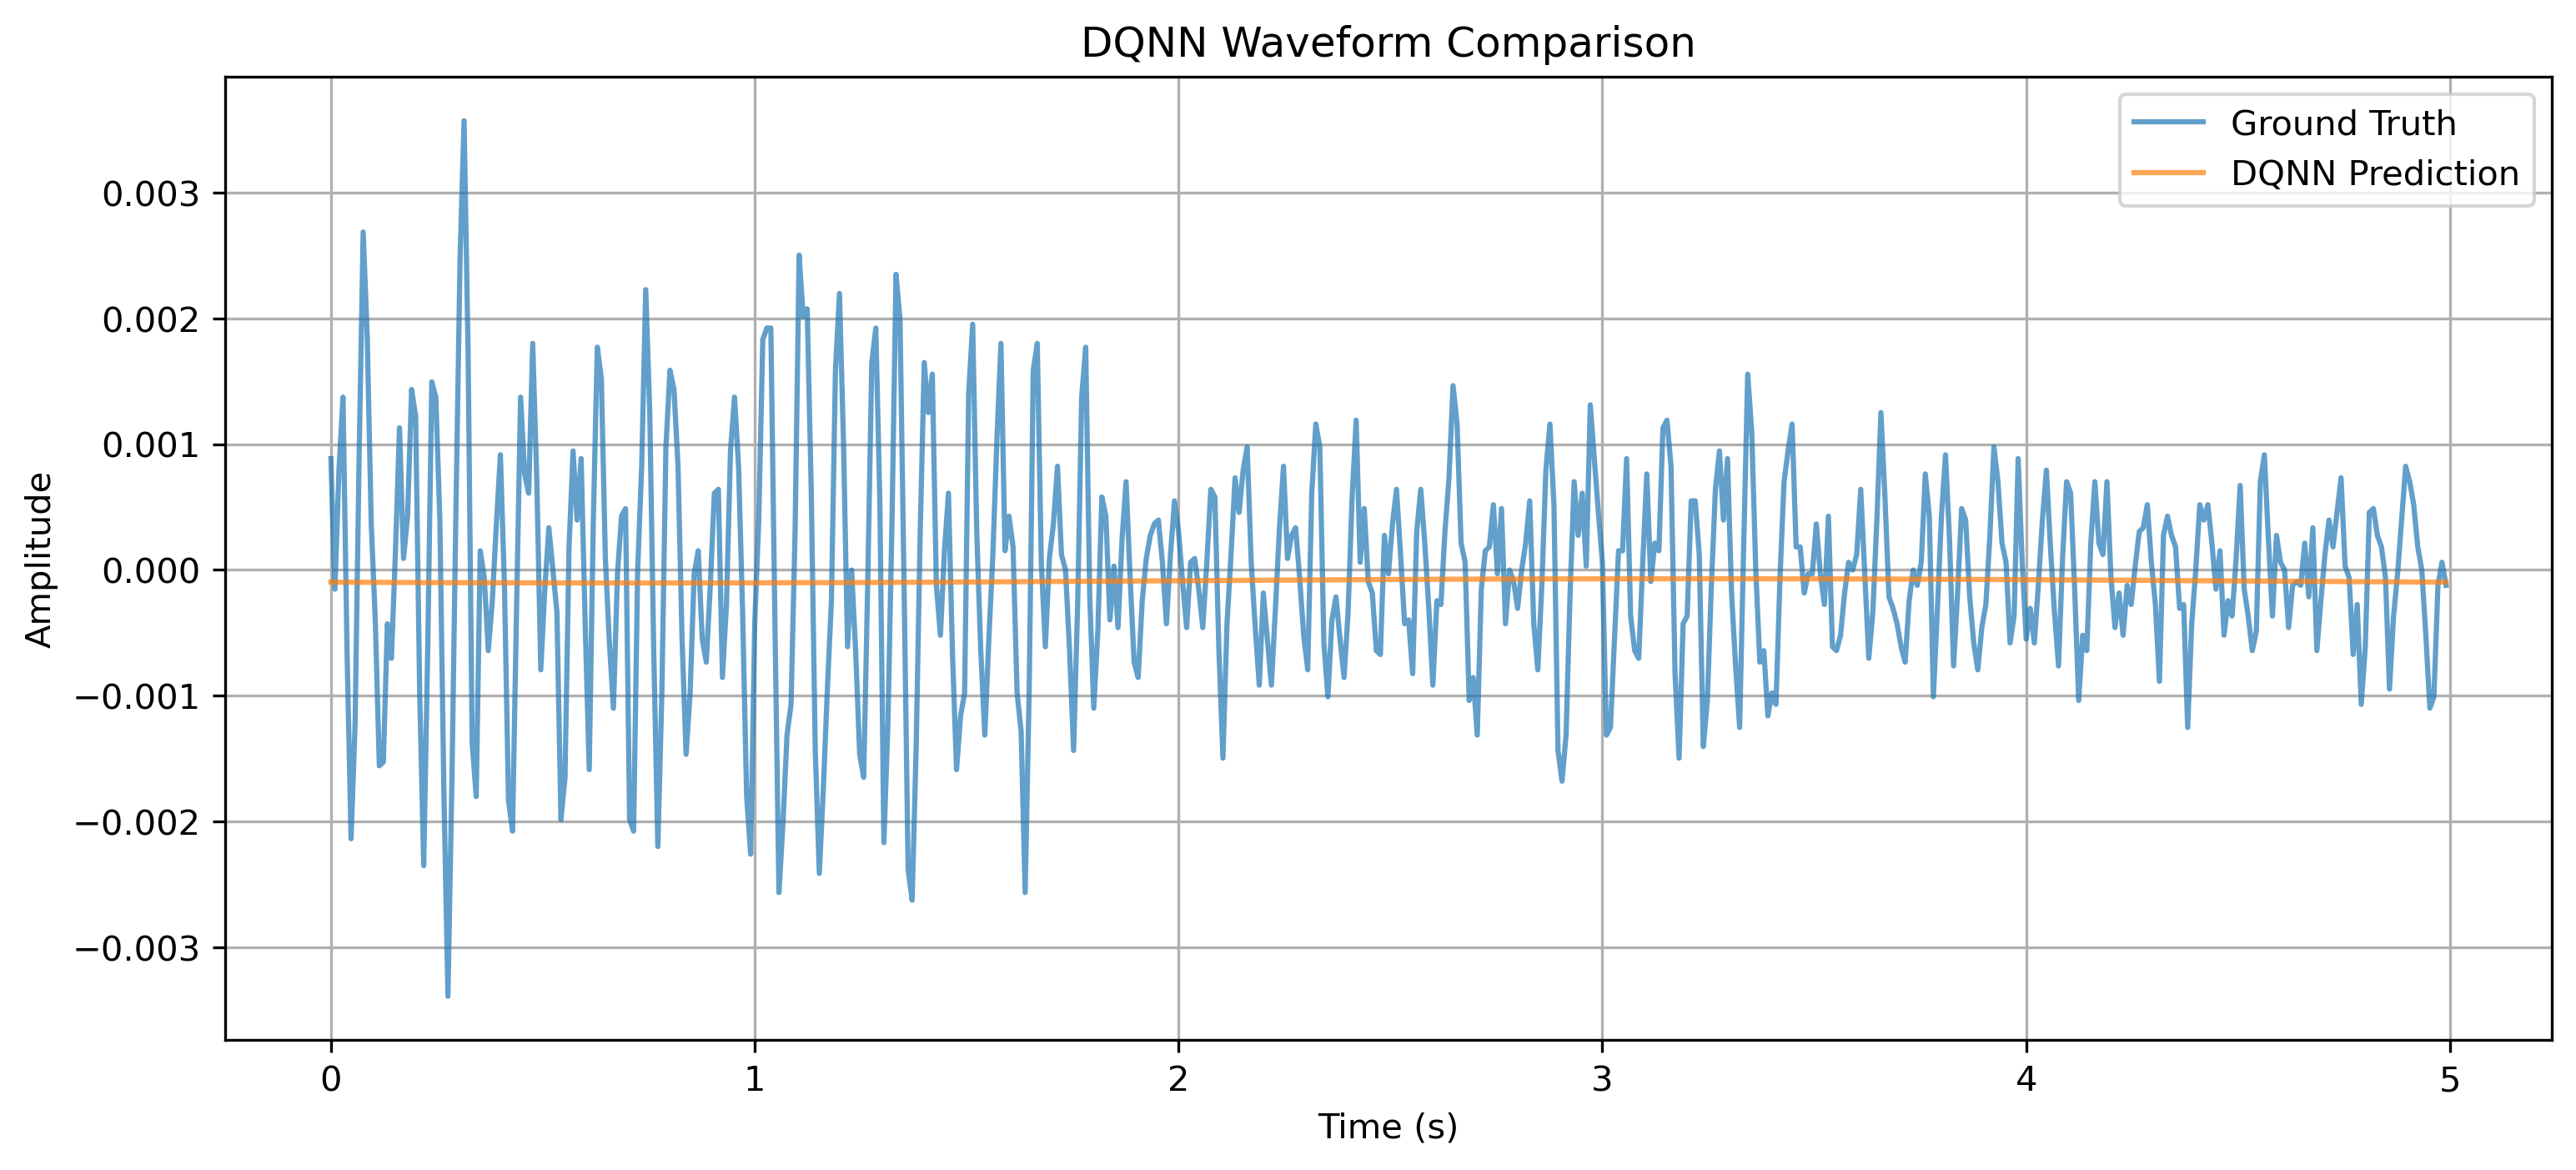 DQNN Waveform Comparison
Ground Truth
DQNN Prediction
Amplitude
0.003
0.002
0.001
0.000
−0.001
−0.002
−0.003
0 1 2 3 4 5
Time (s)